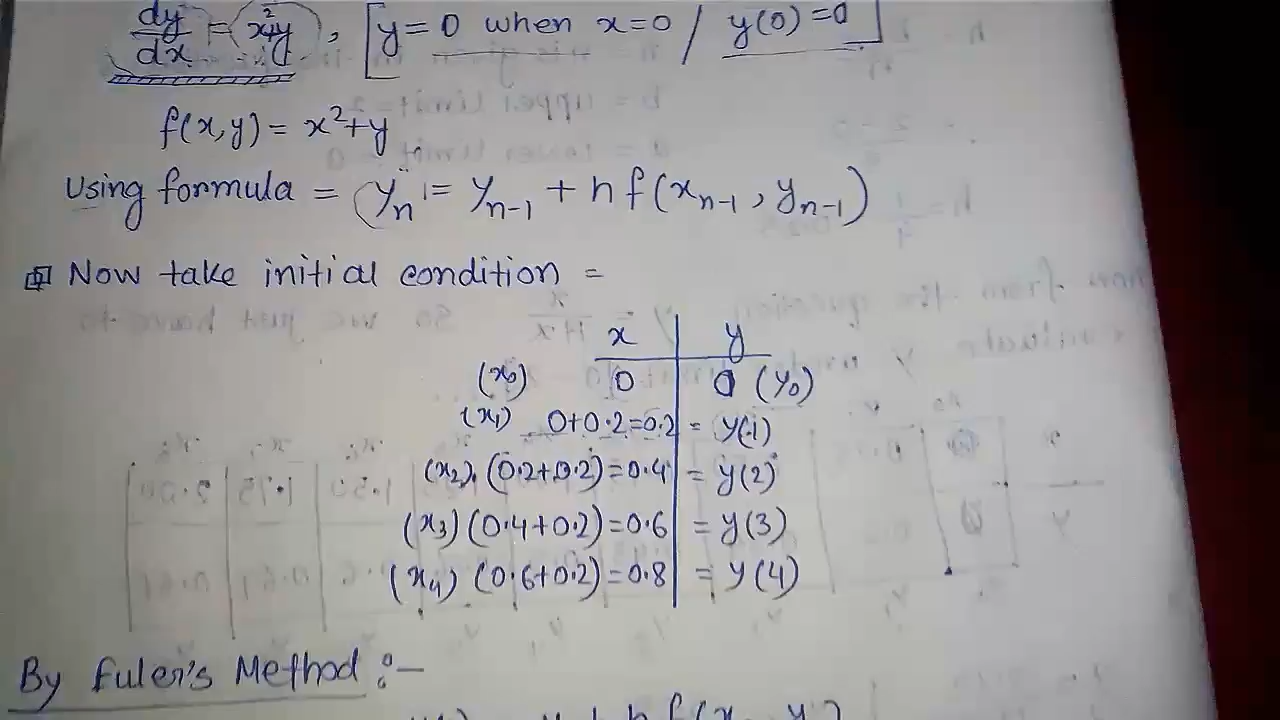 dy/dx = x²+y, [y=0 when x=0 / y(0)=0]
f(x,y) = x²+y
Using formula = (yₙ = yₙ₋₁ + h f(xₙ₋₁, yₙ₋₁)
Now take initial condition =
x | y
(x₀) 0 | 0 (y₀)
(x₁) 0+0.2=0.2 | = y(1)
(x₂) (0.2+0.2)=0.4 | = y(2)
(x₃) (0.4+0.2)=0.6 | = y(3)
(x₄) (0.6+0.2)=0.8 | = y(4)
By Euler's Method :-